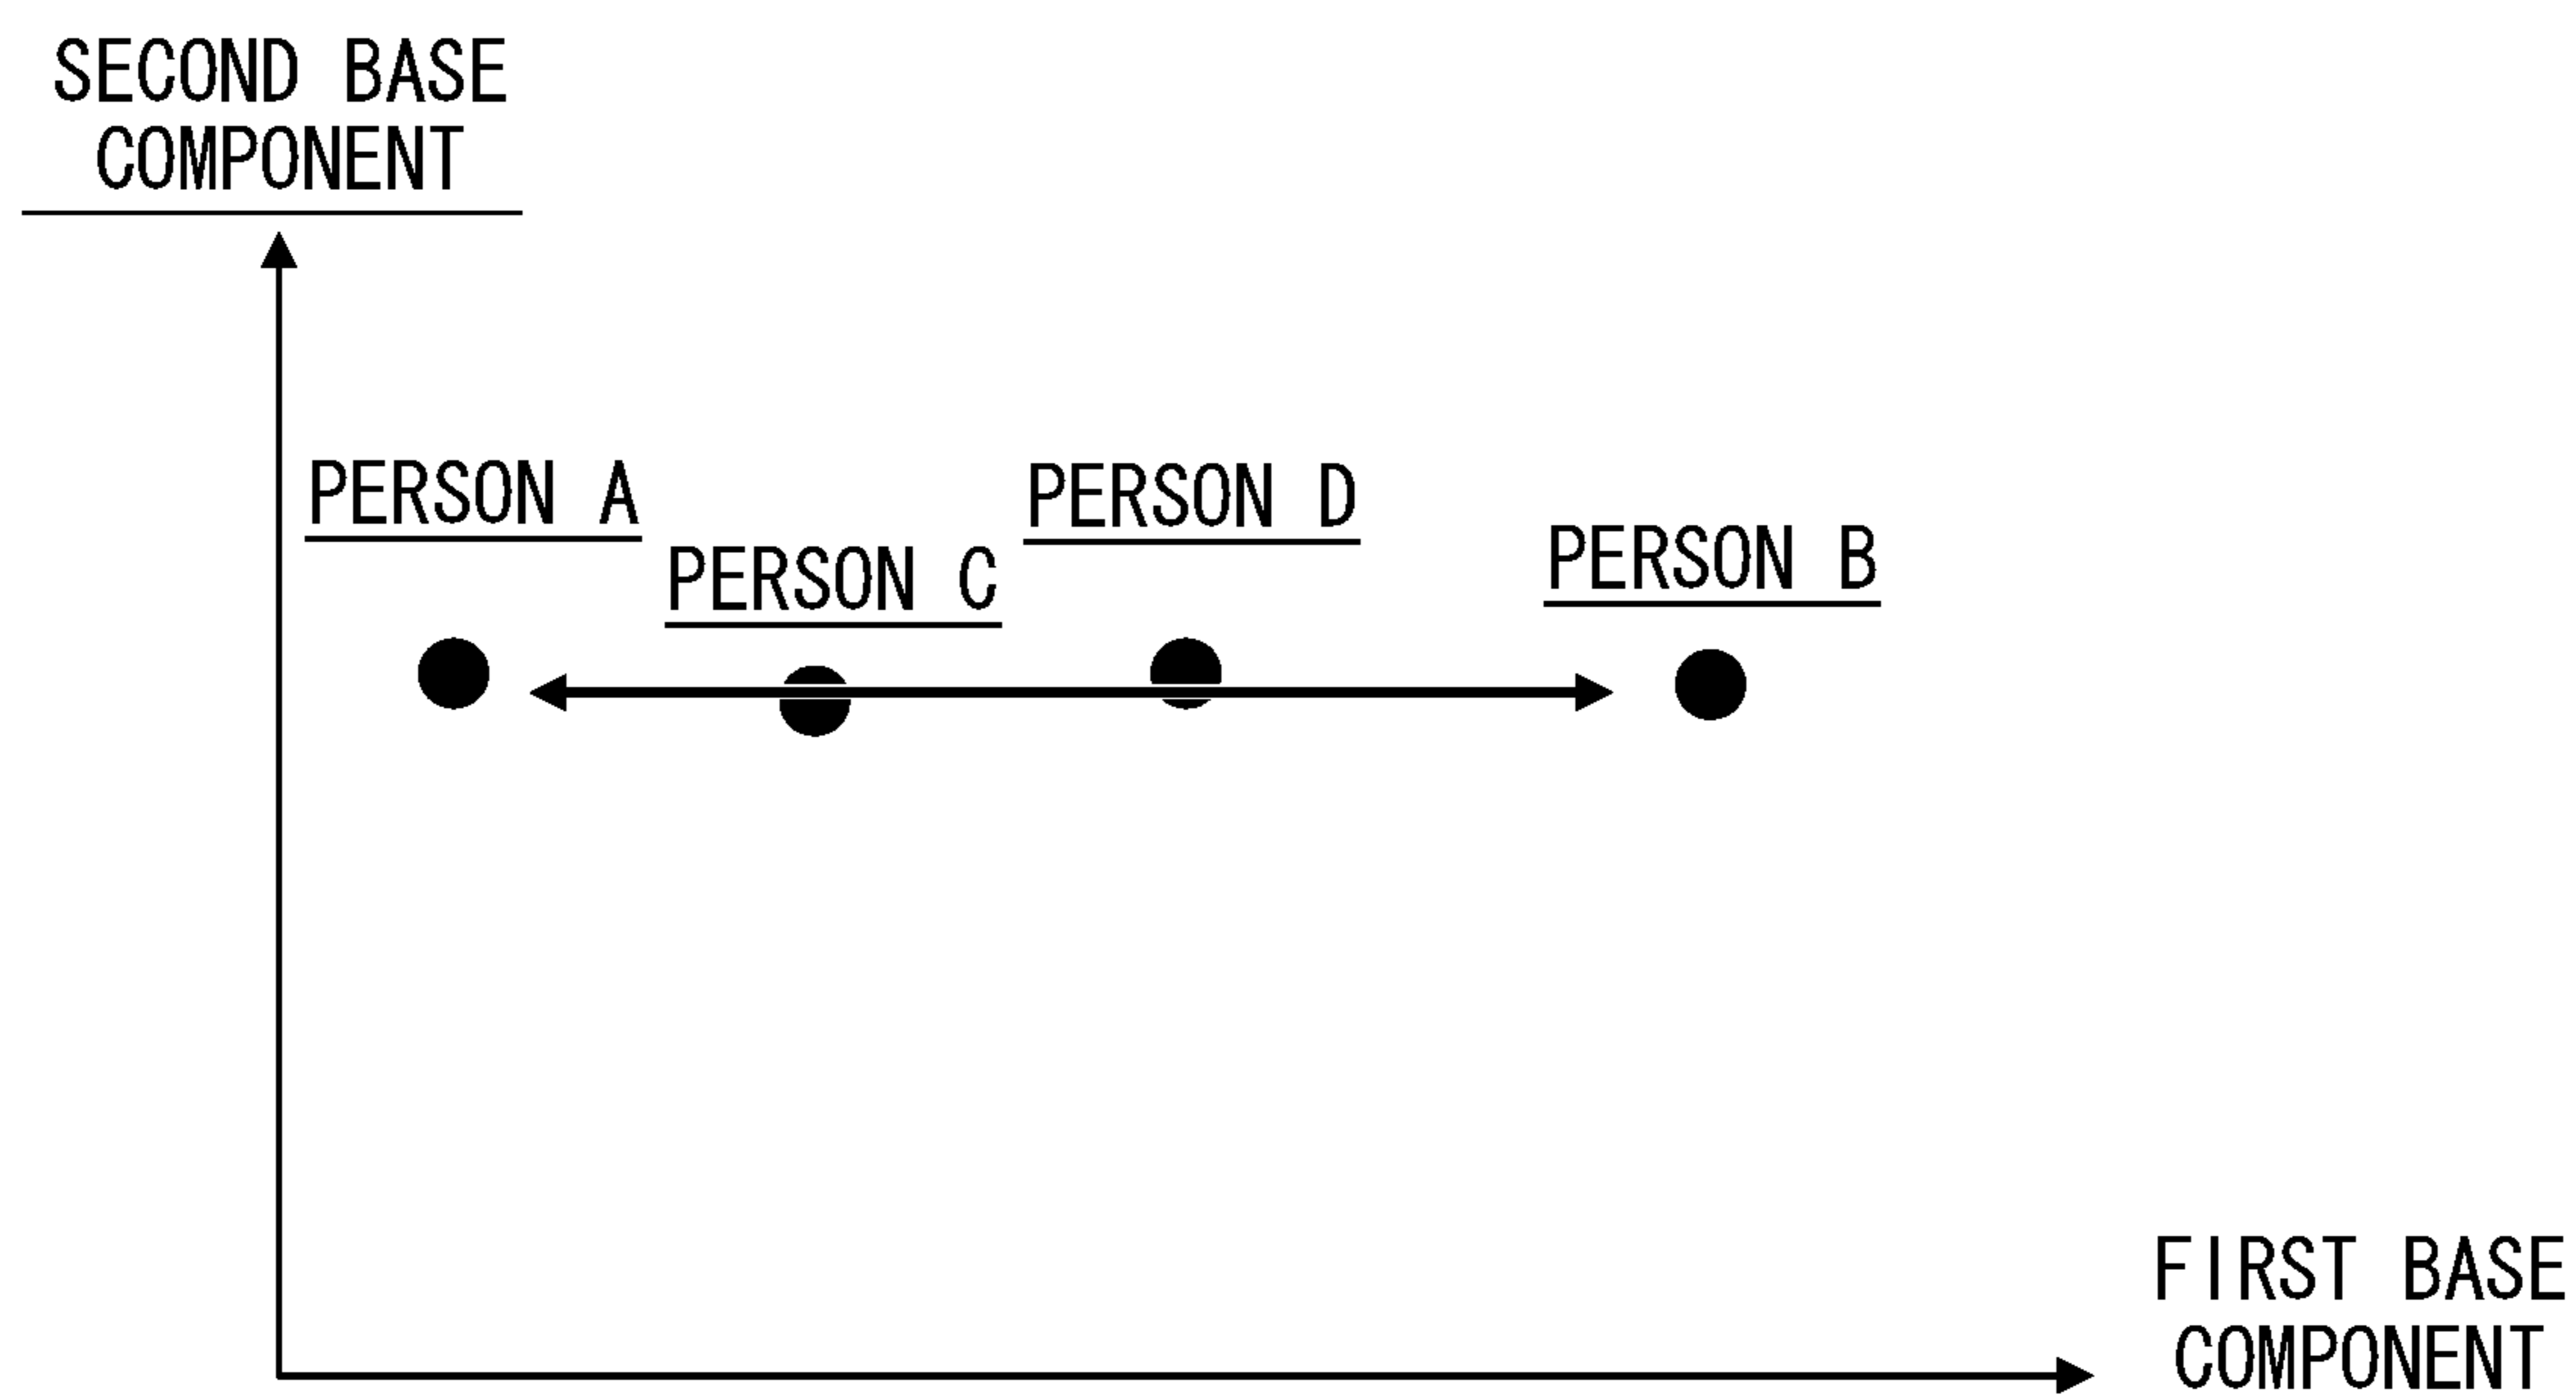 SECOND BASE
COMPONENT
PERSON A
PERSON C
PERSON D
PERSON B
FIRST BASE
COMPONENT